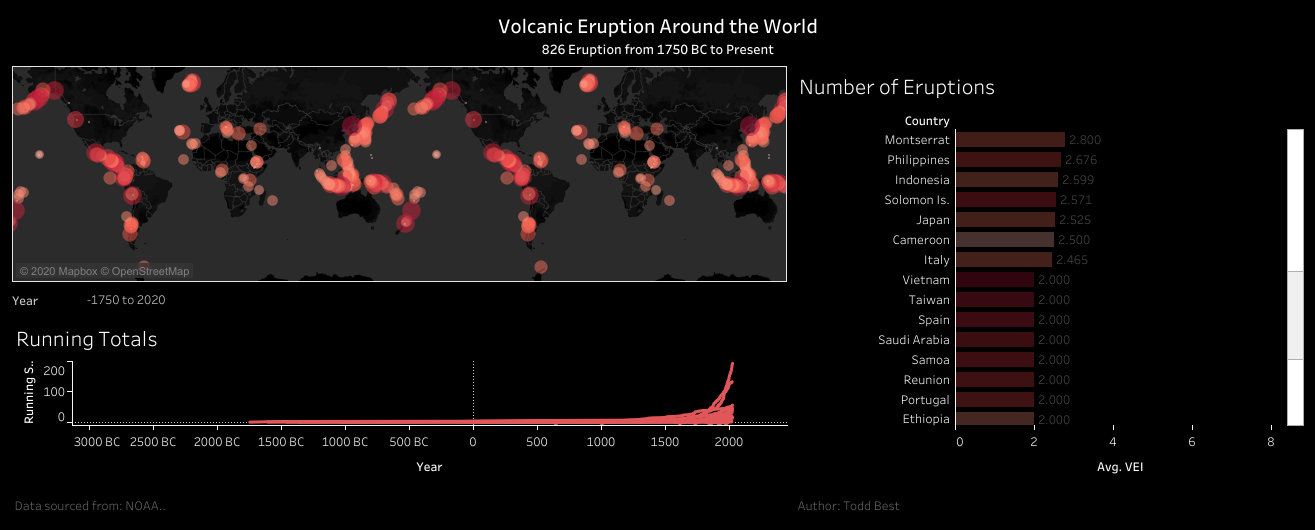 Volcanic Eruption Around the World
826 Eruption from 1750 BC to Present
© 2020 Mapbox © OpenStreetMap
Year -1750 to 2020
Running Totals
Running S..
200
100
0
3000 BC 2500 BC 2000 BC 1500 BC 1000 BC 500 BC 0 500 1000 1500 2000
Year
Number of Eruptions
Country
Montserrat 2.800
Philippines 2.676
Indonesia 2.599
Solomon Is. 2.571
Japan 2.525
Cameroon 2.500
Italy 2.465
Vietnam 2.000
Taiwan 2.000
Spain 2.000
Saudi Arabia 2.000
Samoa 2.000
Reunion 2.000
Portugal 2.000
Ethiopia 2.000
0 2 4 6 8
Avg. VEI
Data sourced from: NOAA..
Author: Todd Best